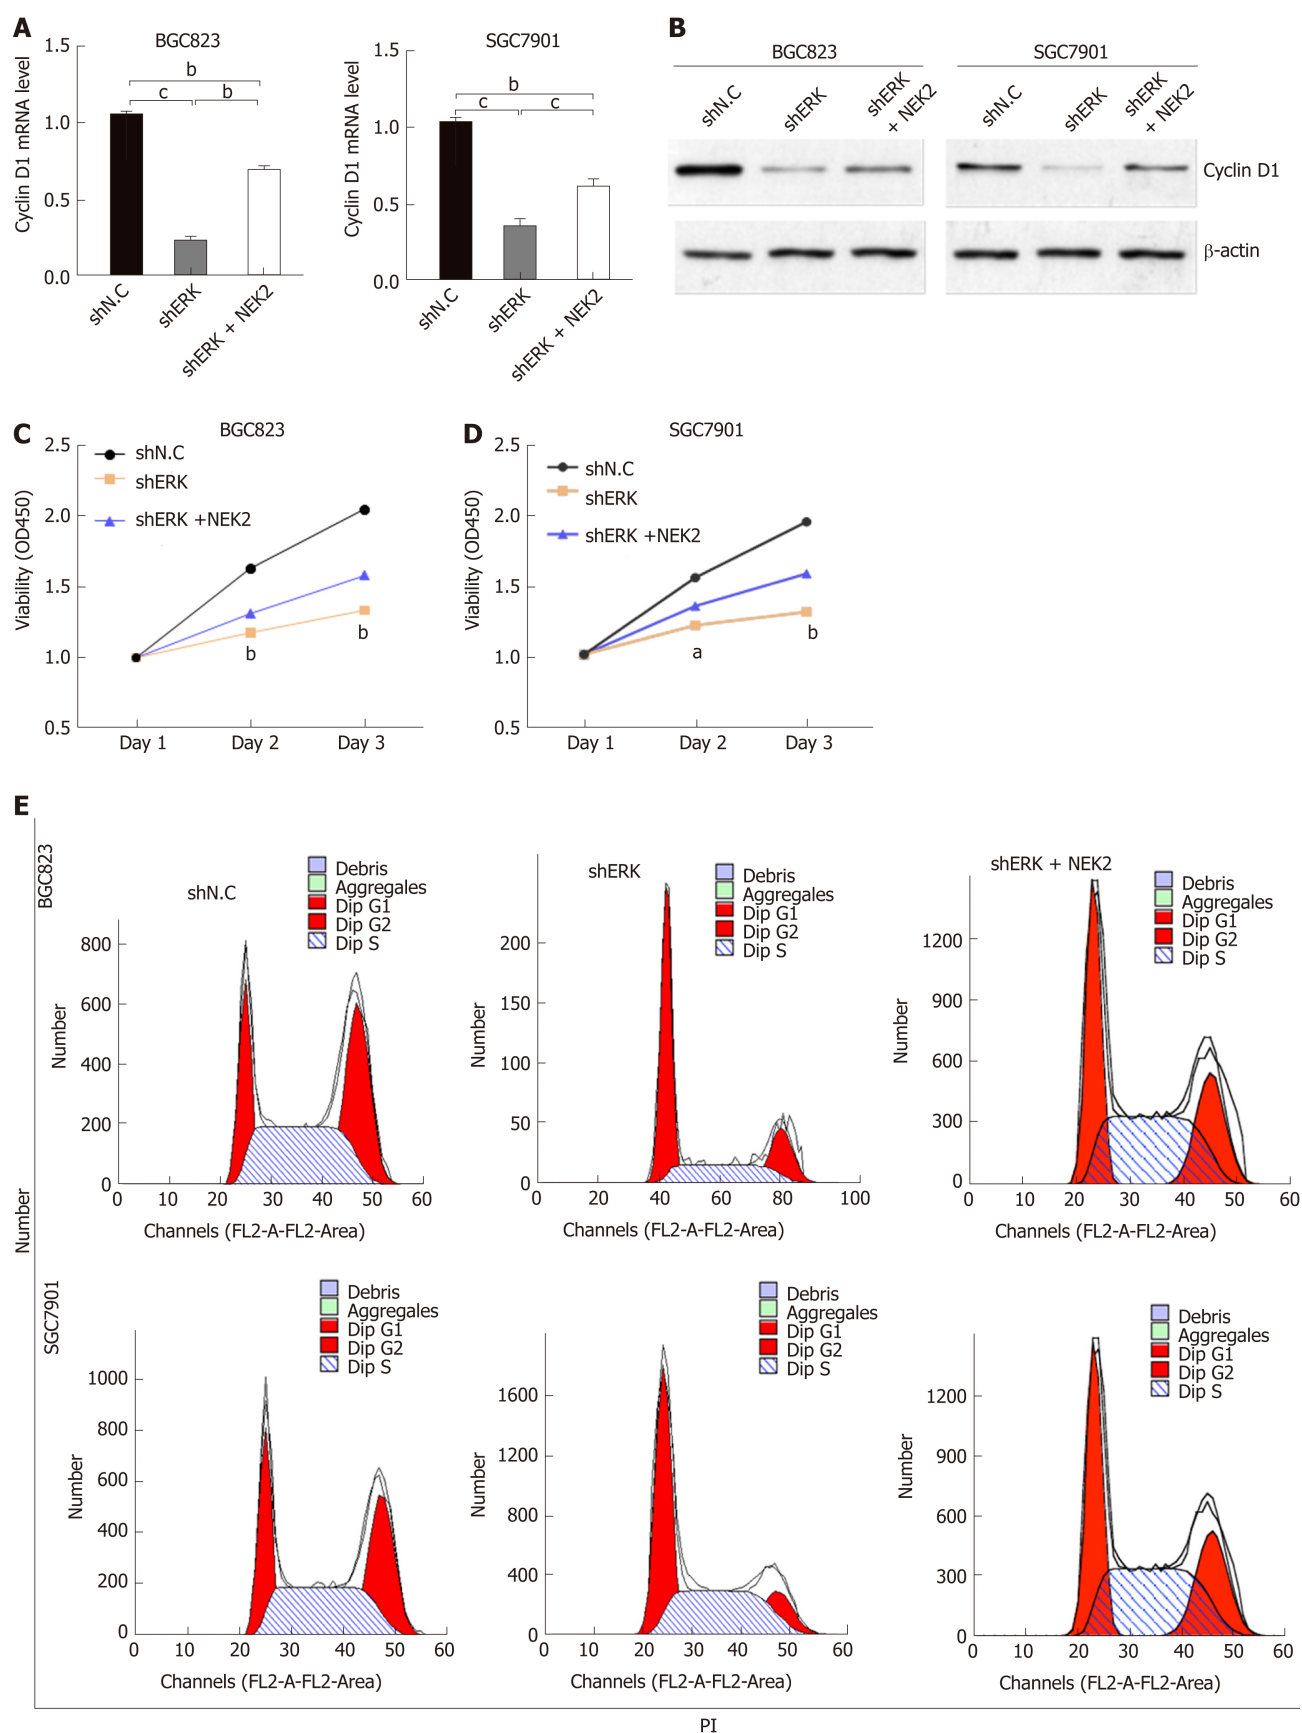 A
BGC823
Cyclin D1 mRNA level
1.5
1.0
0.5
0.0
b
c
b
shN.C
shERK
shERK + NEK2
SGC7901
Cyclin D1 mRNA level
1.5
1.0
0.5
0.0
b
c
c
shN.C
shERK
shERK + NEK2
B
BGC823
SGC7901
shN.C
shERK
shERK
+ NEK2
shN.C
shERK
shERK
+ NEK2
Cyclin D1
β-actin
C
BGC823
Viability (OD450)
2.5
2.0
1.5
1.0
0.5
shN.C
shERK
shERK +NEK2
b
b
Day 1
Day 2
Day 3
D
SGC7901
Viability (OD450)
2.5
2.0
1.5
1.0
0.5
shN.C
shERK
shERK +NEK2
a
b
Day 1
Day 2
Day 3
E
BGC823
Number
shN.C
Debris
Aggregales
Dip G1
Dip G2
Dip S
Number
800
600
400
200
0
0 10 20 30 40 50 60
Channels (FL2-A-FL2-Area)
shERK
Debris
Aggregales
Dip G1
Dip G2
Dip S
Number
200
150
100
50
0
0 20 40 60 80 100
Channels (FL2-A-FL2-Area)
shERK + NEK2
Debris
Aggregales
Dip G1
Dip G2
Dip S
Number
1200
900
600
300
0
0 10 20 30 40 50 60
Channels (FL2-A-FL2-Area)
SGC7901
Debris
Aggregales
Dip G1
Dip G2
Dip S
Number
1000
800
600
400
200
0
0 10 20 30 40 50 60
Channels (FL2-A-FL2-Area)
Debris
Aggregales
Dip G1
Dip G2
Dip S
Number
1600
1200
800
400
0
0 10 20 30 40 50 60
Channels (FL2-A-FL2-Area)
Debris
Aggregales
Dip G1
Dip G2
Dip S
Number
1200
900
600
300
0
0 10 20 30 40 50 60
Channels (FL2-A-FL2-Area)
PI